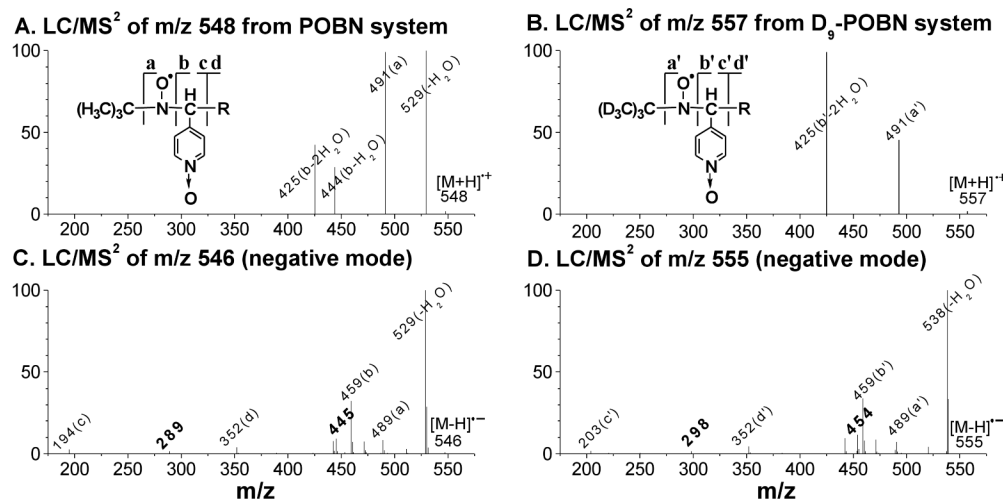 A. LC/MS² of m/z 548 from POBN system
100
50
0
200 250 300 350 400 450 500 550
a b c d
O•
H
(H₃C)₃C N C R
N
O
425(b-2H₂O)
444(b-H₂O)
491(a)
529(-H₂O)
[M+H]•+
548
B. LC/MS² of m/z 557 from D₉-POBN system
100
50
0
200 250 300 350 400 450 500 550
a' b' c' d'
O•
H
(D₃C)₃C N C R
N
O
425(b'-2H₂O)
491(a')
[M+H]•+
557
C. LC/MS² of m/z 546 (negative mode)
100
50
0
200 250 300 350 400 450 500 550
m/z
194(c)
289
352(d)
445
459(b)
489(a)
529(-H₂O)
[M-H]•−
546
D. LC/MS² of m/z 555 (negative mode)
100
50
0
200 250 300 350 400 450 500 550
m/z
203(c')
298
352(d')
454
459(b')
489(a')
538(-H₂O)
[M-H]•−
555